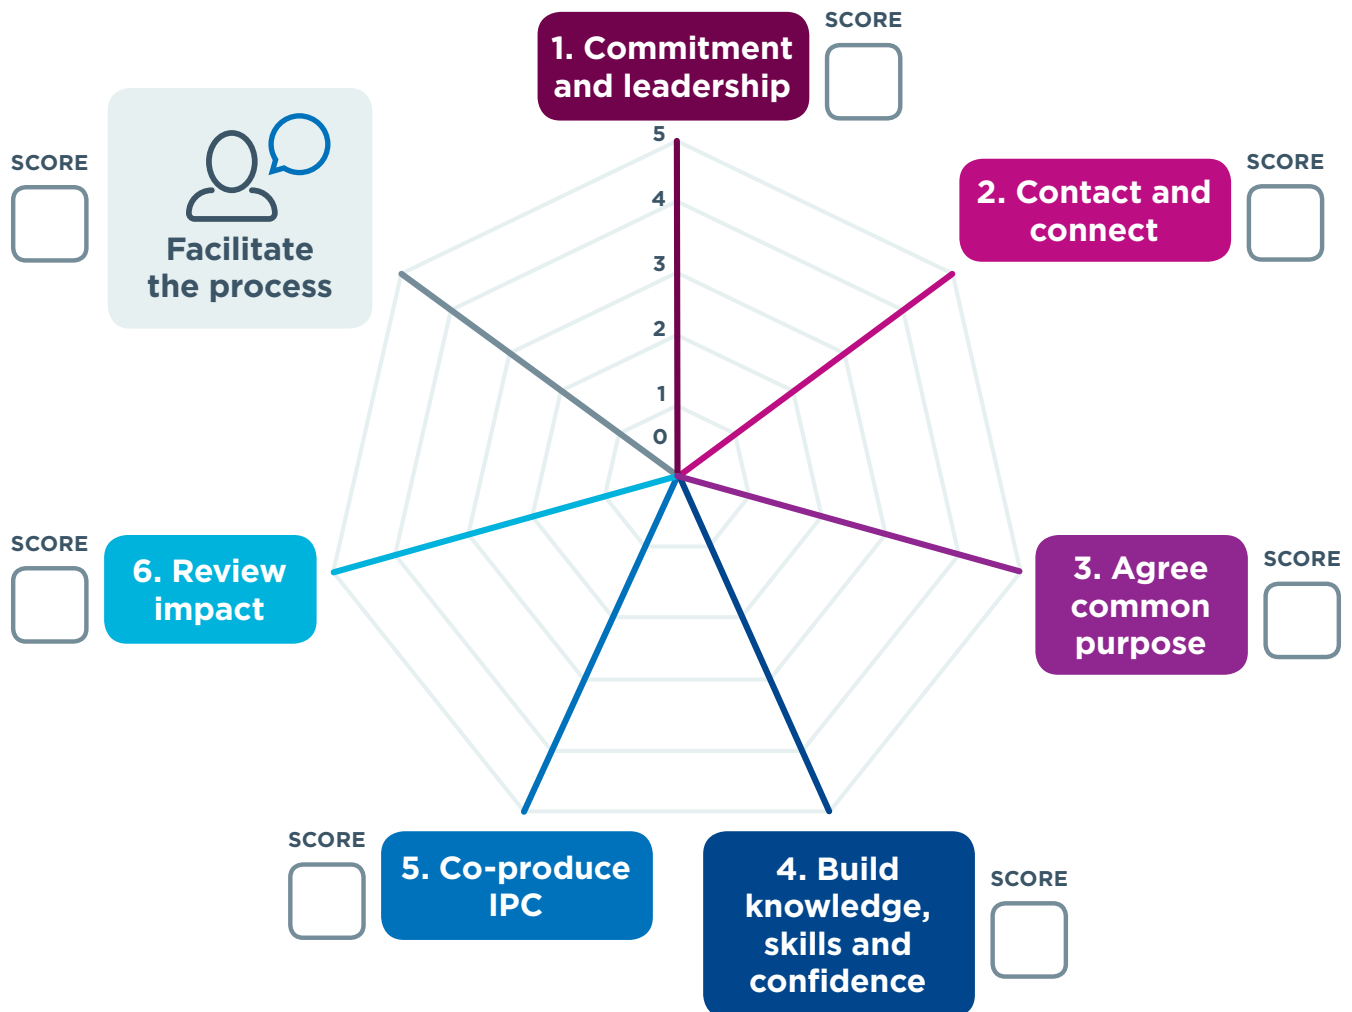 SCORE
1. Commitment
and leadership
SCORE
2. Contact and
connect
SCORE
Facilitate
the process
5
4
3
2
1
0
SCORE
3. Agree
common
purpose
SCORE
6. Review
impact
SCORE
5. Co-produce
IPC
SCORE
4. Build
knowledge,
skills and
confidence